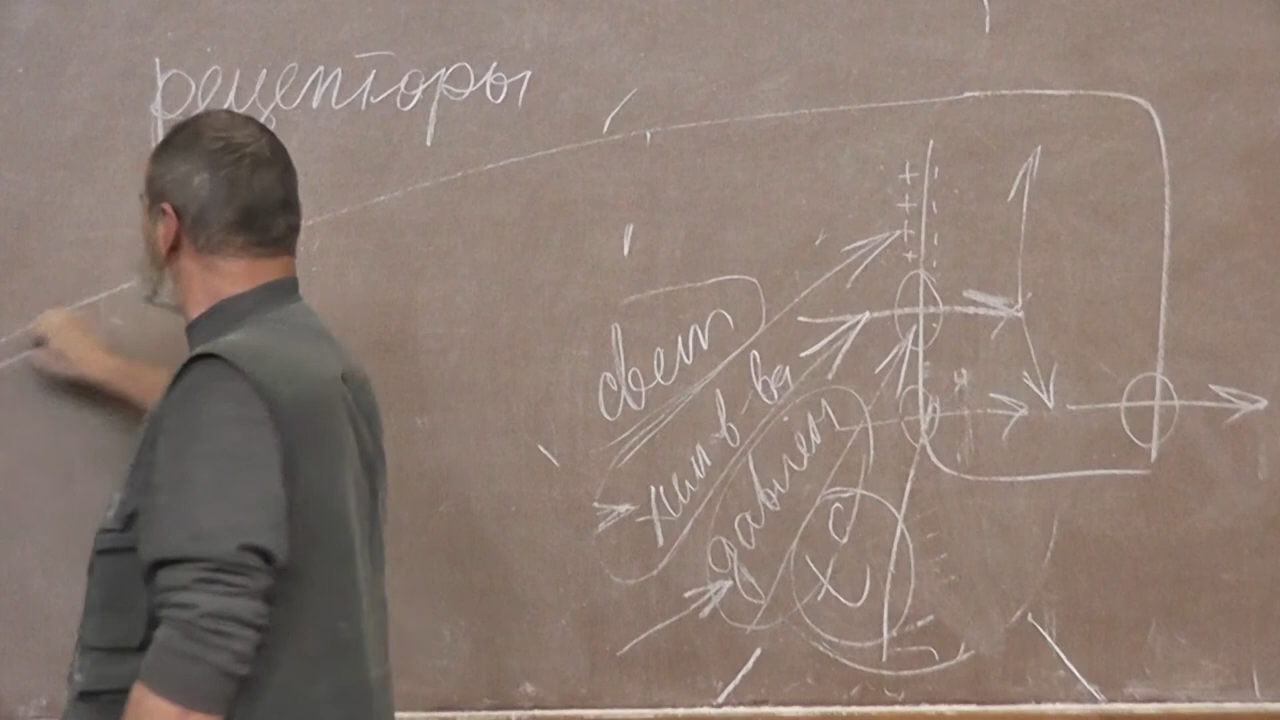 рецепторы
+
+
+
+
свет
хим в-ва
давлен
t°